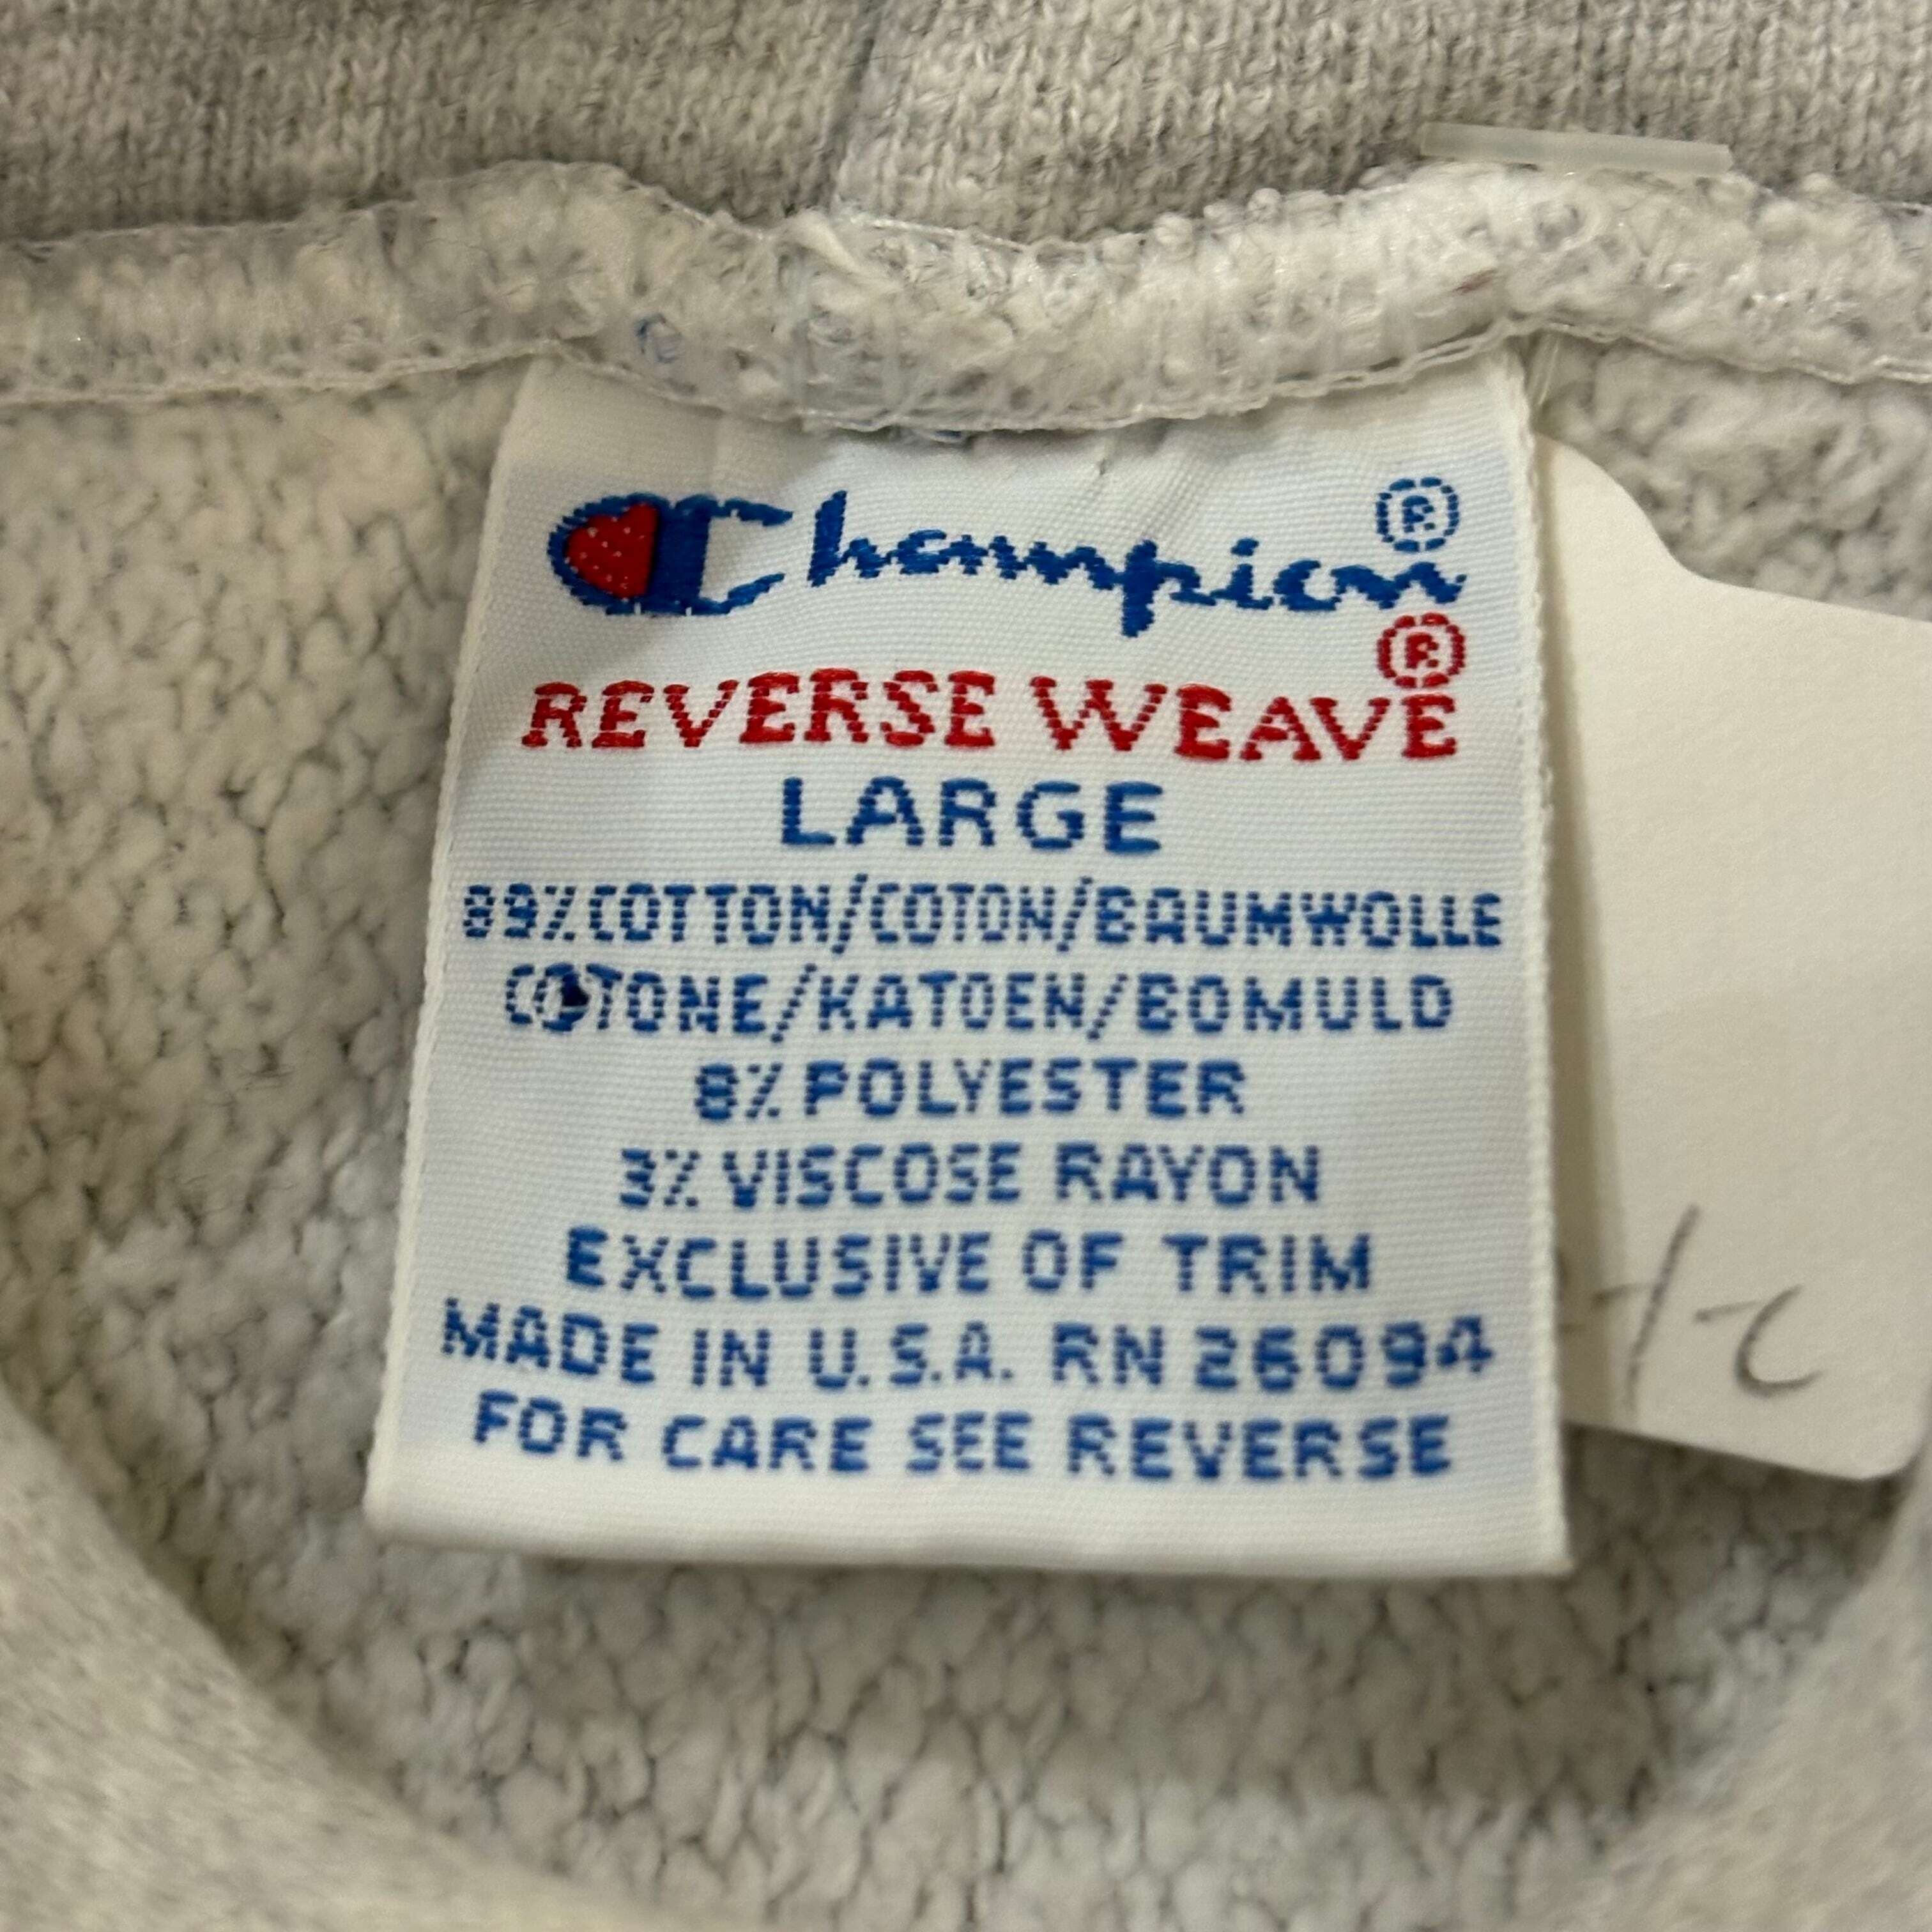 Champion®
REVERSE WEAVE®
LARGE
89% COTTON/COTON/BAUMWOLLE
COTONE/KATOEN/BOMULD
8% POLYESTER
3% VISCOSE RAYON
EXCLUSIVE OF TRIM
MADE IN U.S.A. RN 26094
FOR CARE SEE REVERSE